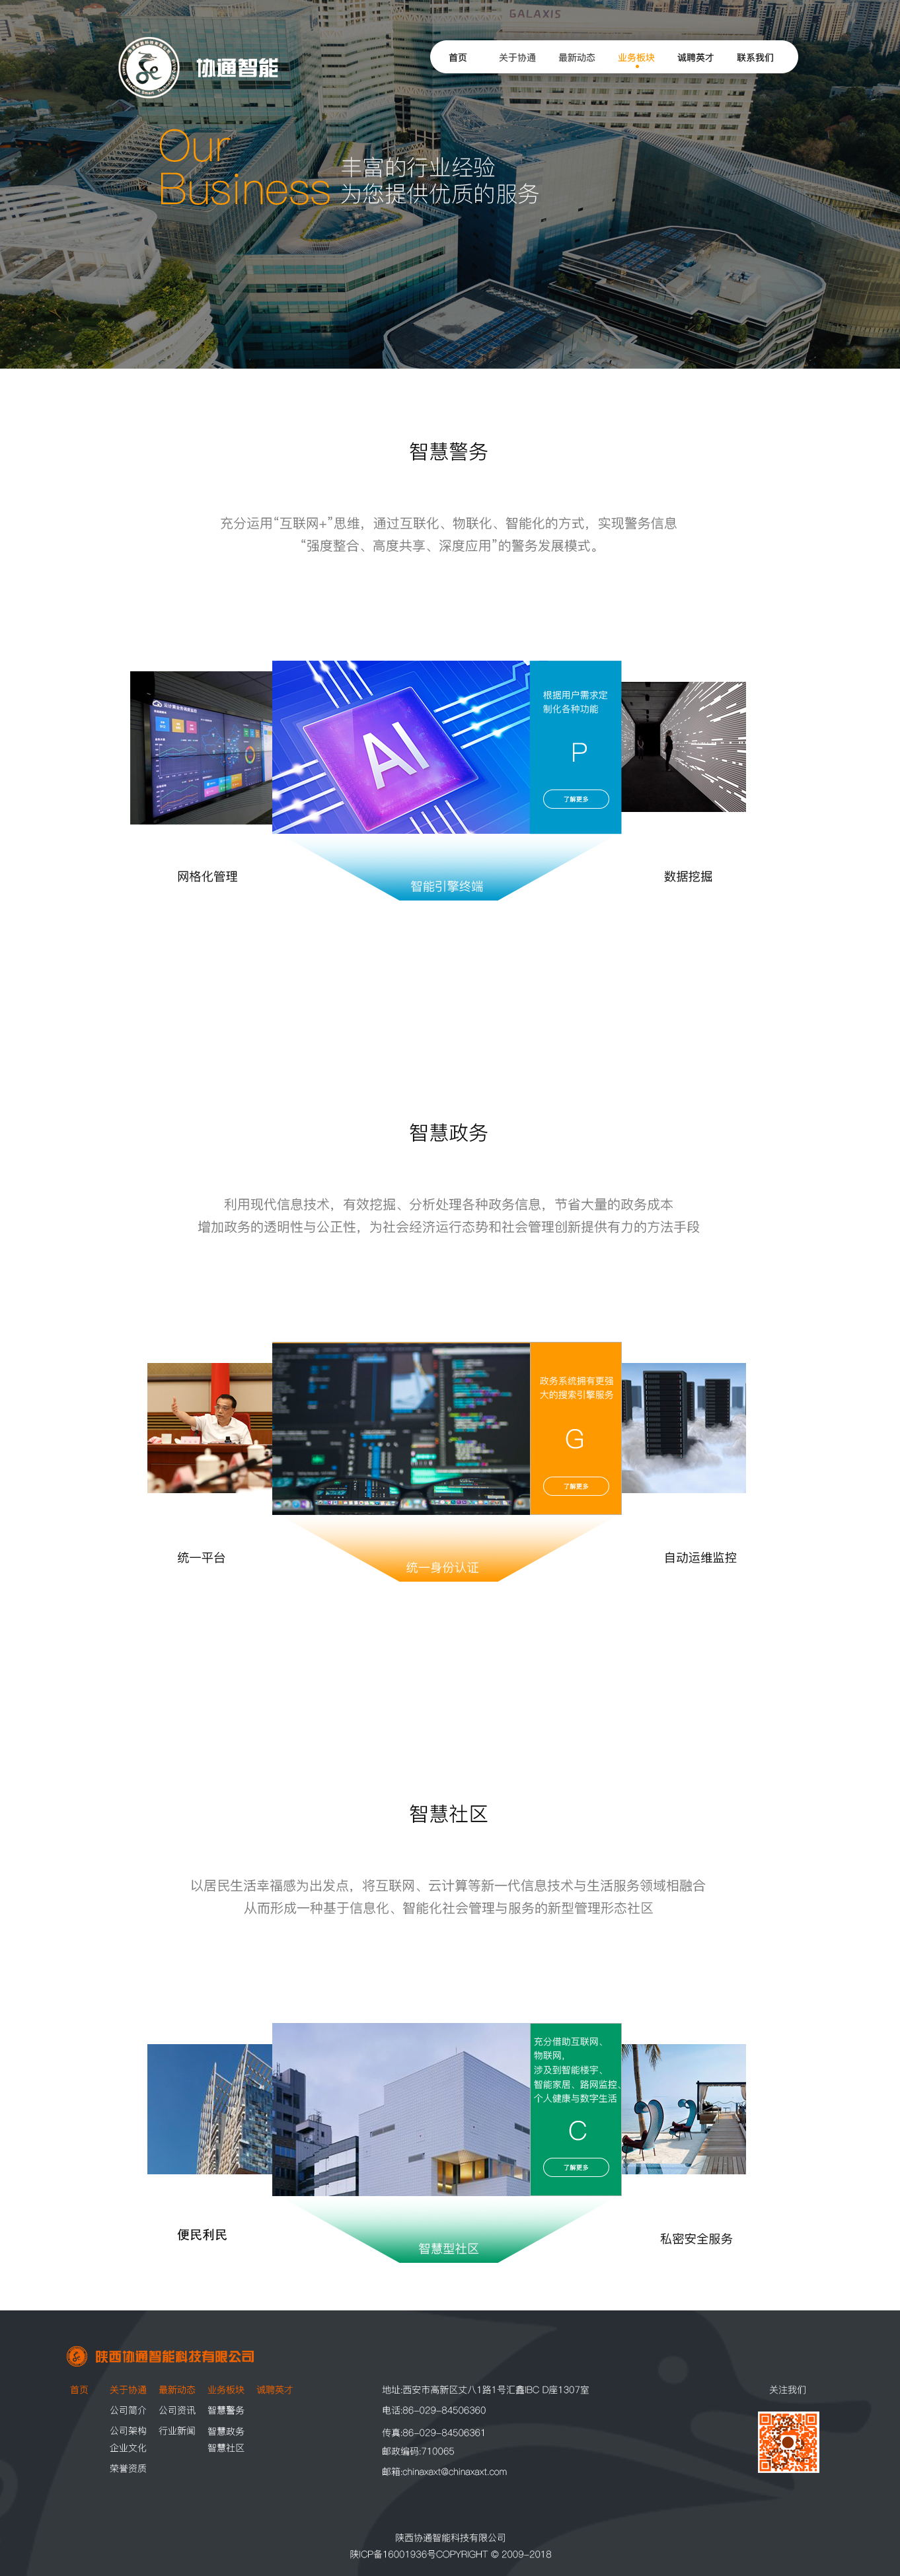 GALAXIS
协通智能
首页 关于协通 最新动态 业务板块 诚聘英才 联系我们
Our
Business
丰富的行业经验
为您提供优质的服务
智慧警务
充分运用“互联网+”思维，通过互联化、物联化、智能化的方式，实现警务信息
“强度整合、高度共享、深度应用”的警务发展模式。
AI
根据用户需求定
制化各种功能
P
了解更多
网格化管理
智能引擎终端
数据挖掘
智慧政务
利用现代信息技术，有效挖掘、分析处理各种政务信息，节省大量的政务成本
增加政务的透明性与公正性，为社会经济运行态势和社会管理创新提供有力的方法手段
政务系统拥有更强
大的搜索引擎服务
G
了解更多
统一平台
统一身份认证
自动运维监控
智慧社区
以居民生活幸福感为出发点，将互联网、云计算等新一代信息技术与生活服务领域相融合
从而形成一种基于信息化、智能化社会管理与服务的新型管理形态社区
充分借助互联网、
物联网，
涉及到智能楼宇、
智能家居、路网监控、
个人健康与数字生活
C
了解更多
便民利民
智慧型社区
私密安全服务
陕西协通智能科技有限公司
首页 关于协通 最新动态 业务板块 诚聘英才
公司简介 公司资讯 智慧警务
公司架构 行业新闻 智慧政务
企业文化 智慧社区
荣誉资质
地址:西安市高新区丈八1路1号汇鑫IBC D座1307室
电话:86-029-84506360
传真:86-029-84506361
邮政编码:710065
邮箱:chinaxaxt@chinaxaxt.com
关注我们
陕西协通智能科技有限公司
陕ICP备16001936号COPYRIGHT © 2009-2018